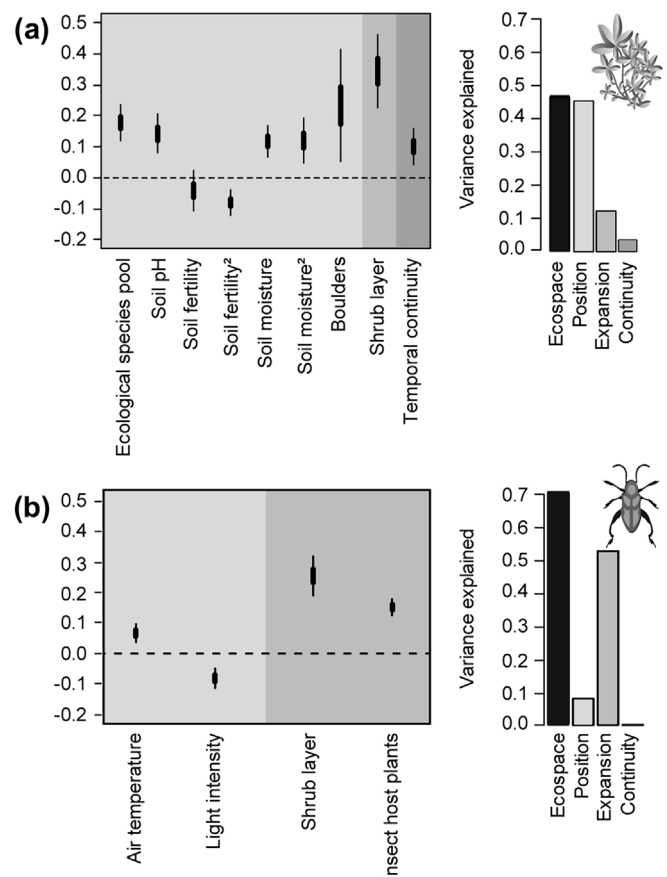 (a)
0.5
0.4
0.3
0.2
0.1
0.0
-0.1
-0.2
Ecological species pool
Soil pH
Soil fertility
Soil fertility²
Soil moisture
Soil moisture²
Boulders
Shrub layer
Temporal continuity
Variance explained
0.7
0.6
0.5
0.4
0.3
0.2
0.1
0.0
Ecospace
Position
Expansion
Continuity
(b)
0.5
0.4
0.3
0.2
0.1
0.0
-0.1
-0.2
Air temperature
Light intensity
Shrub layer
nsect host plants
Variance explained
0.7
0.6
0.5
0.4
0.3
0.2
0.1
0.0
Ecospace
Position
Expansion
Continuity